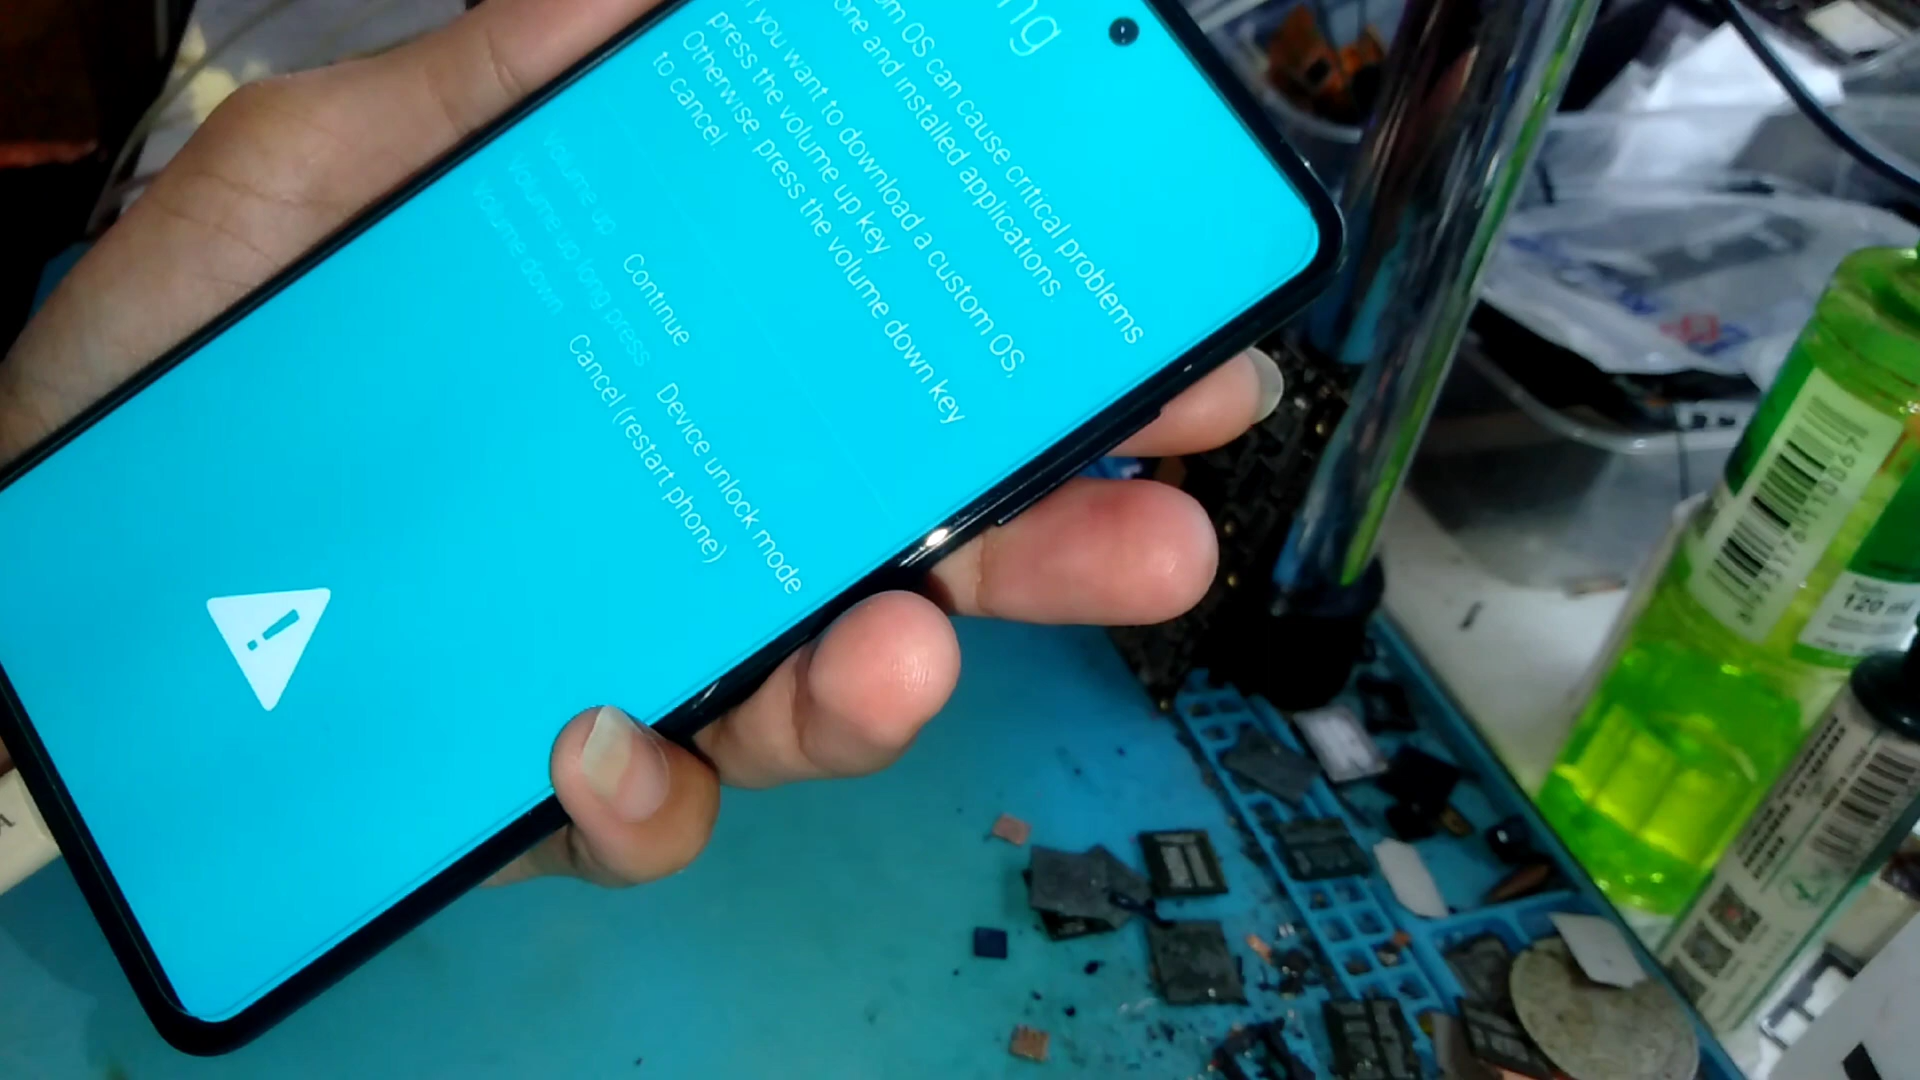 ng
om OS can cause critical problems
one and installed applications
f you want to download a custom OS,
press the volume up key
Otherwise, press the volume down key
to cancel
Volume up Continue
Volume up long press Device unlock mode
Volume down Cancel (restart phone)
120 ml